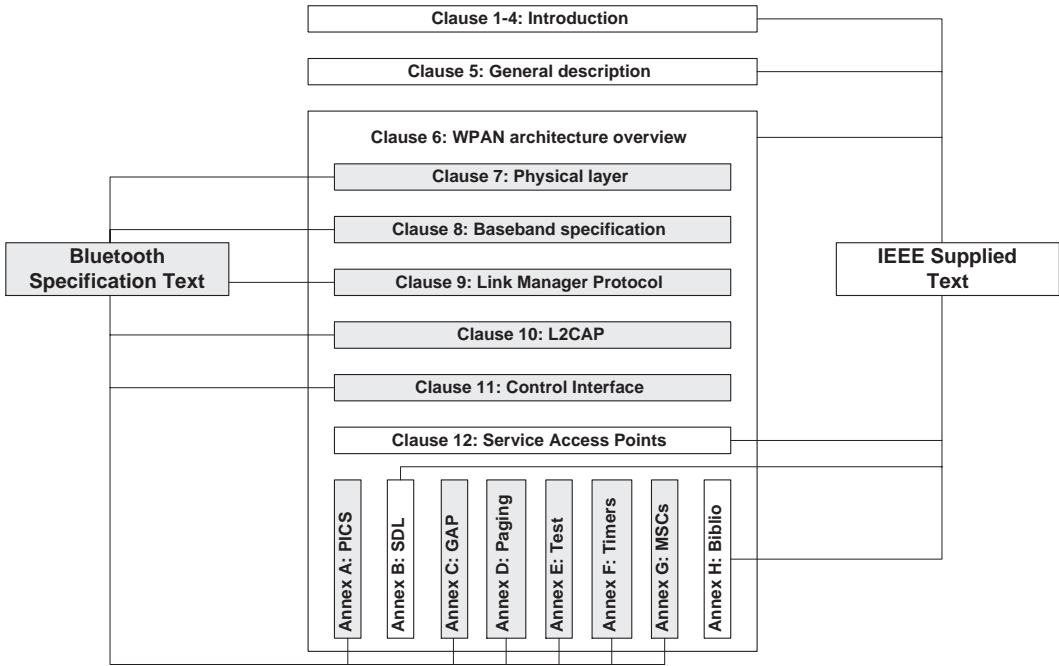 Clause 1-4: Introduction
Clause 5: General description
Clause 6: WPAN architecture overview
Clause 7: Physical layer
Clause 8: Baseband specification
Bluetooth
Specification Text
IEEE Supplied
Text
Clause 9: Link Manager Protocol
Clause 10: L2CAP
Clause 11: Control Interface
Clause 12: Service Access Points
Annex A: PICS
Annex B: SDL
Annex C: GAP
Annex D: Paging
Annex E: Test
Annex F: Timers
Annex G: MSCs
Annex H: Biblio